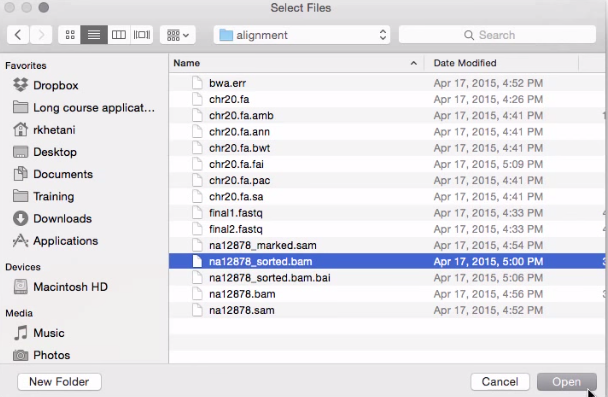 Select Files
alignment
Search
Favorites
Dropbox
Long course applicat...
rkhetani
Desktop
Documents
Training
Downloads
Applications
Devices
Macintosh HD
Media
Music
Photos
Name Date Modified
bwa.err Apr 17, 2015, 4:52 PM
chr20.fa Apr 17, 2015, 4:26 PM
chr20.fa.amb Apr 17, 2015, 4:41 PM
chr20.fa.ann Apr 17, 2015, 4:41 PM
chr20.fa.bwt Apr 17, 2015, 4:41 PM
chr20.fa.fai Apr 17, 2015, 5:09 PM
chr20.fa.pac Apr 17, 2015, 4:41 PM
chr20.fa.sa Apr 17, 2015, 4:41 PM
final1.fastq Apr 17, 2015, 4:33 PM
final2.fastq Apr 17, 2015, 4:33 PM
na12878_marked.sam Apr 17, 2015, 4:54 PM
na12878_sorted.bam Apr 17, 2015, 5:00 PM
na12878_sorted.bam.bai Apr 17, 2015, 5:06 PM
na12878.bam Apr 17, 2015, 4:56 PM
na12878.sam Apr 17, 2015, 4:52 PM
New Folder Cancel Open